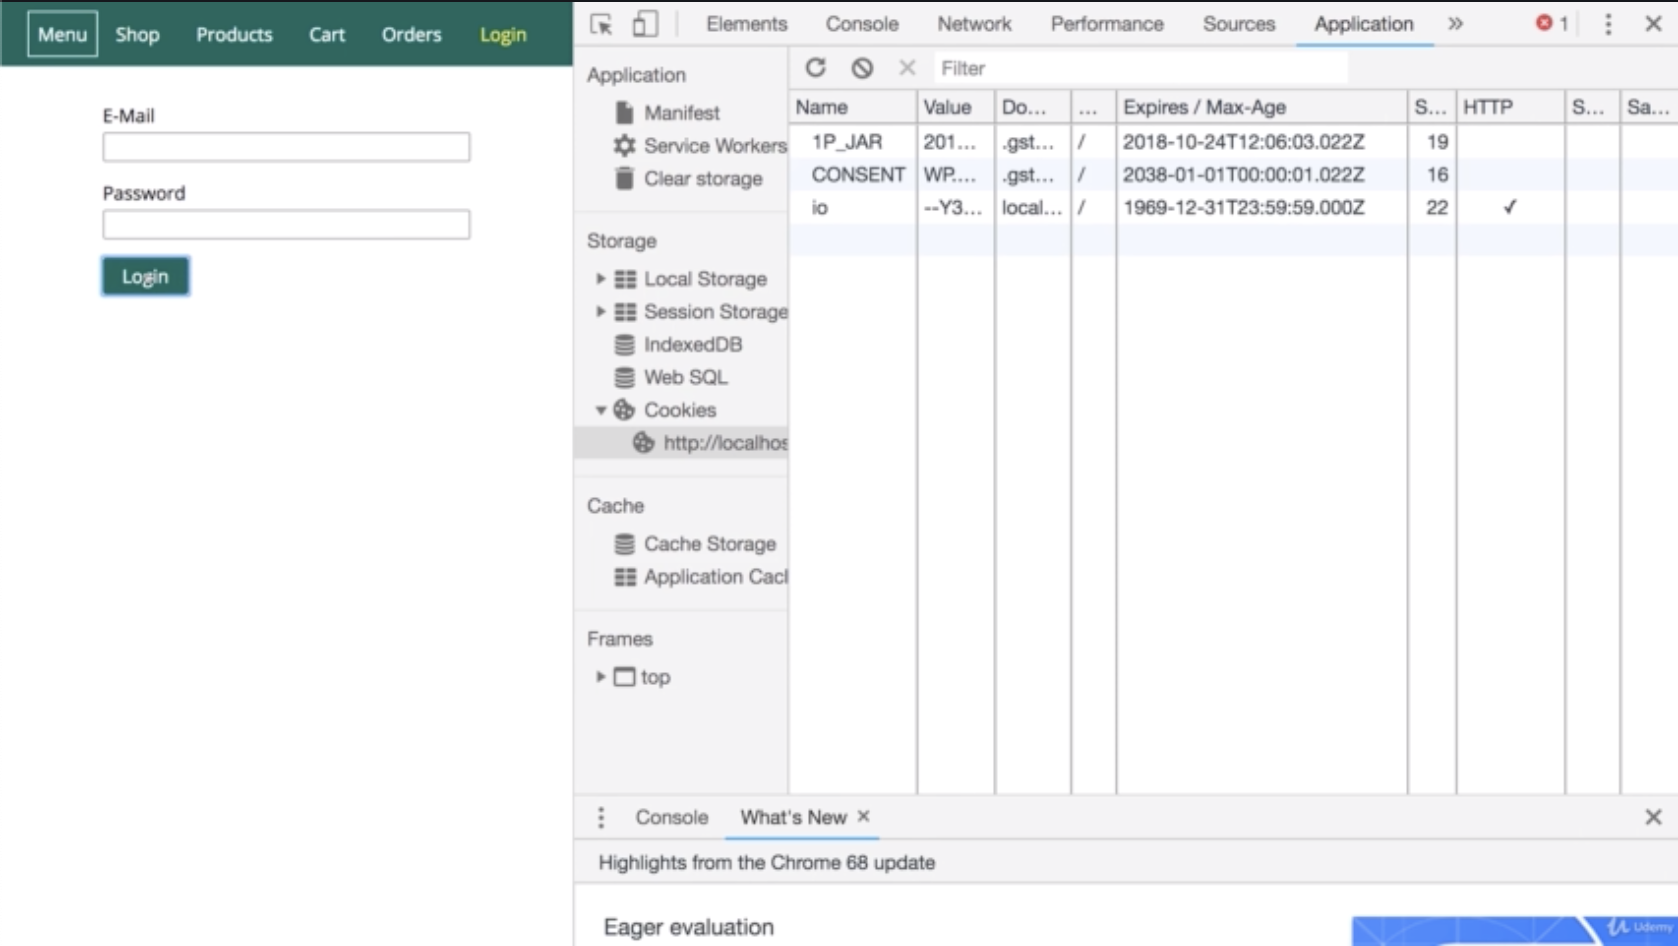 Menu Shop Products Cart Orders Login
E-Mail
Password
Login
Elements Console Network Performance Sources Application » 1
Application
Manifest
Service Workers
Clear storage
Storage
Local Storage
Session Storage
IndexedDB
Web SQL
Cookies
http://localhos
Cache
Cache Storage
Application Cacl
Frames
top
Filter
Name Value Do... ... Expires / Max-Age S... HTTP S... Sa...
1P_JAR 201... .gst... / 2018-10-24T12:06:03.022Z 19
CONSENT WP.... .gst... / 2038-01-01T00:00:01.022Z 16
io --Y3... local... / 1969-12-31T23:59:59.000Z 22 ✓
Console What's New ×
Highlights from the Chrome 68 update
Eager evaluation
Udemy